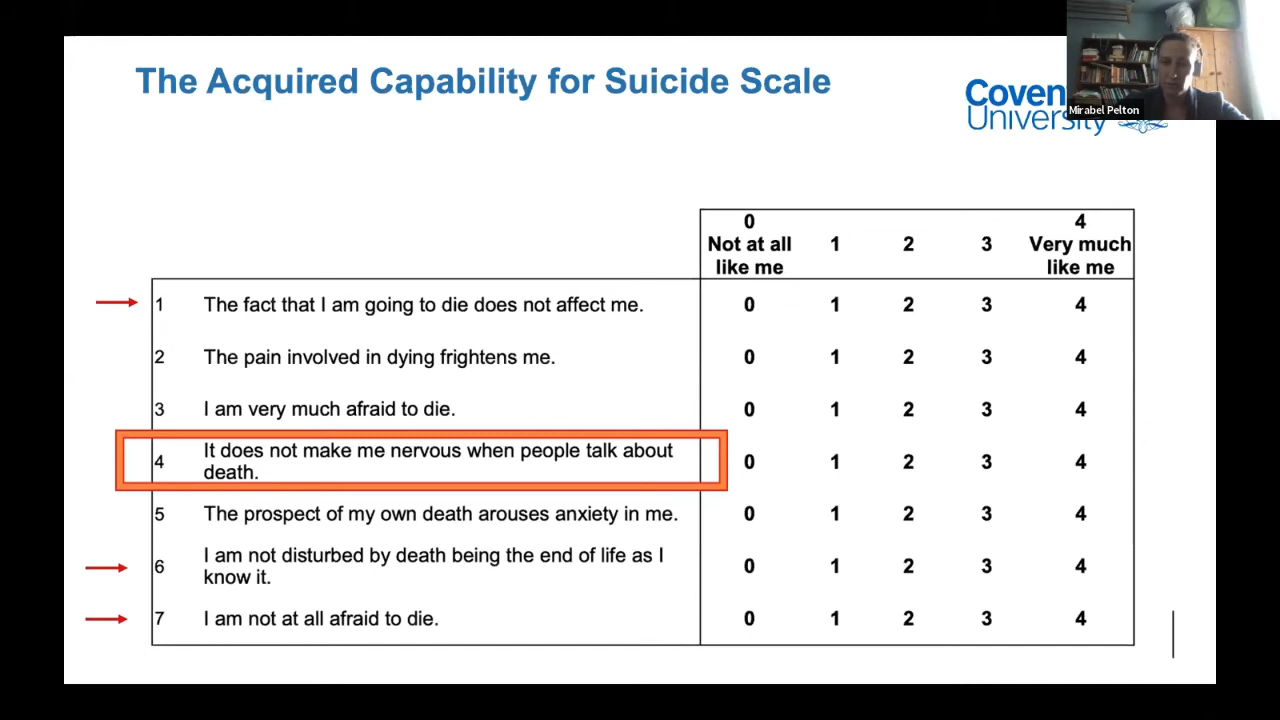 The Acquired Capability for Suicide Scale
Coven
University
Mirabel Pelton
0 1 2 3 4
Not at all like me Very much like me
1 The fact that I am going to die does not affect me. 0 1 2 3 4
2 The pain involved in dying frightens me. 0 1 2 3 4
3 I am very much afraid to die. 0 1 2 3 4
4 It does not make me nervous when people talk about
death. 0 1 2 3 4
5 The prospect of my own death arouses anxiety in me. 0 1 2 3 4
6 I am not disturbed by death being the end of life as I
know it. 0 1 2 3 4
7 I am not at all afraid to die. 0 1 2 3 4